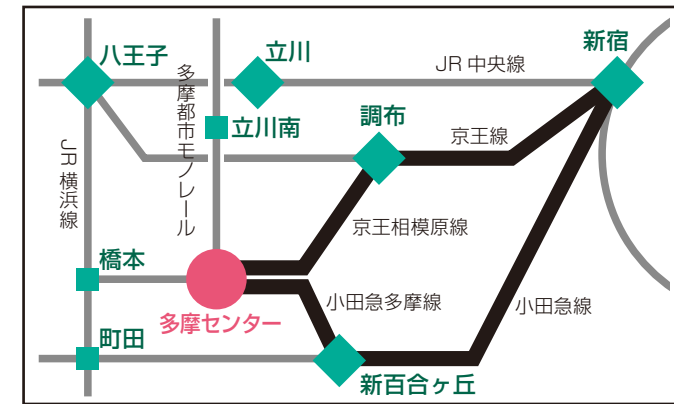 新宿
八王子
立川
JR 中央線
多摩都市モノレール
立川南
調布
京王線
JR 横浜線
京王相模原線
橋本
小田急多摩線
小田急線
多摩センター
町田
新百合ヶ丘